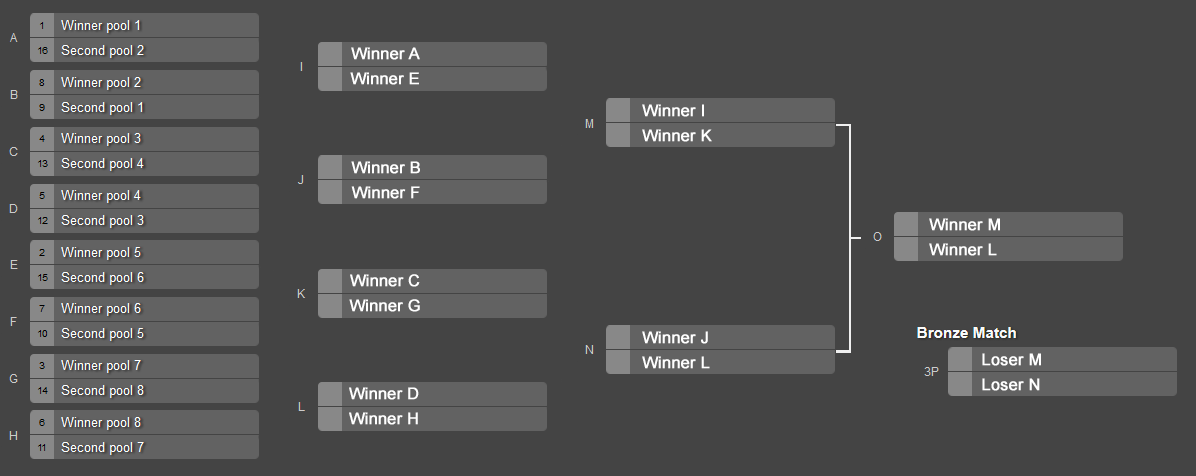 A
1 Winner pool 1
16 Second pool 2
B
8 Winner pool 2
9 Second pool 1
C
4 Winner pool 3
13 Second pool 4
D
5 Winner pool 4
12 Second pool 3
E
2 Winner pool 5
15 Second pool 6
F
7 Winner pool 6
10 Second pool 5
G
3 Winner pool 7
14 Second pool 8
H
6 Winner pool 8
11 Second pool 7
I
Winner A
Winner E
J
Winner B
Winner F
K
Winner C
Winner G
L
Winner D
Winner H
M
Winner I
Winner K
N
Winner J
Winner L
O
Winner M
Winner L
Bronze Match
3P
Loser M
Loser N